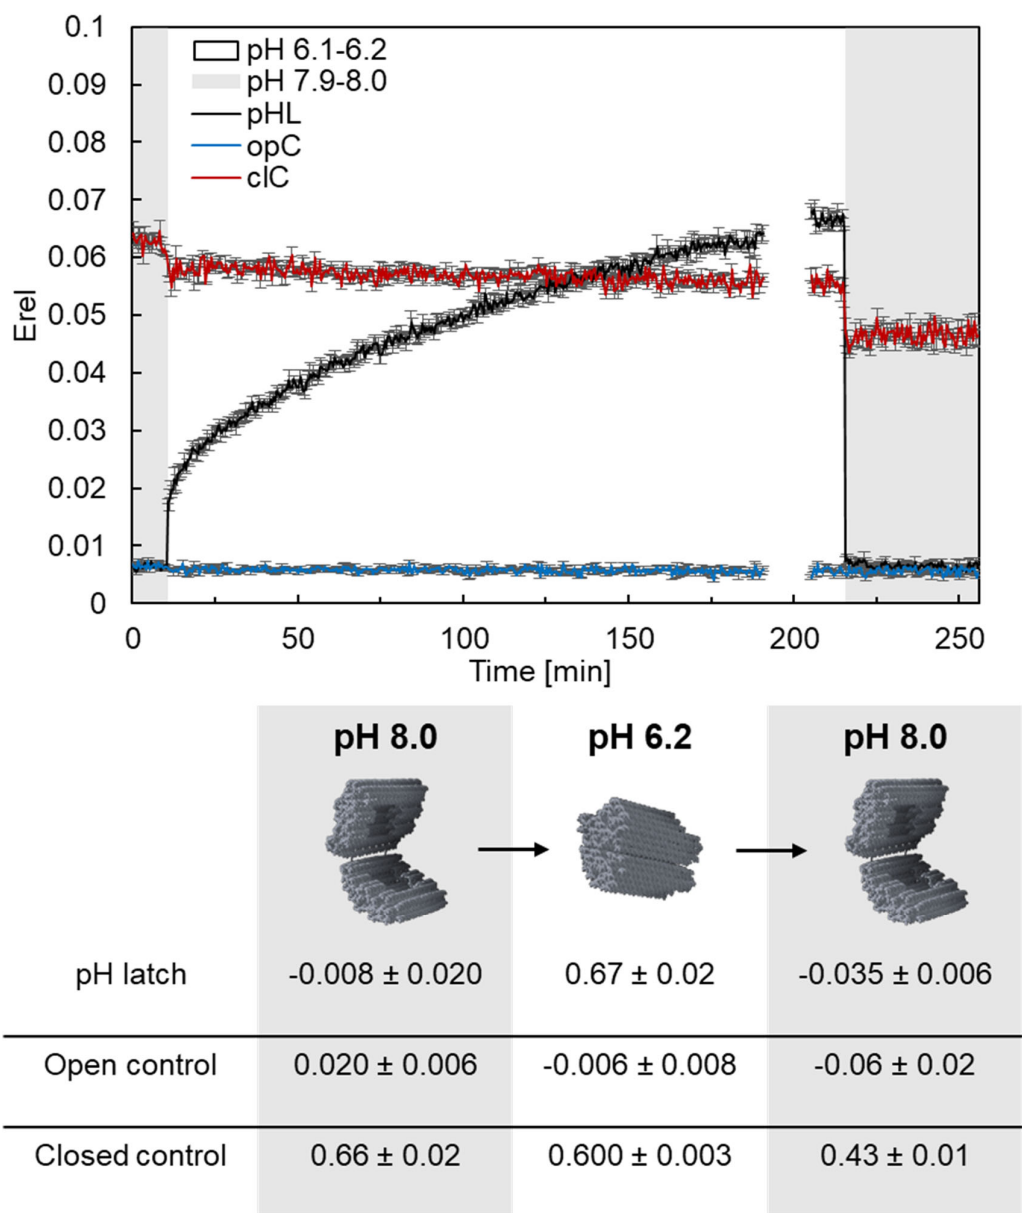 0.1
0.09
0.08
0.07
0.06
0.05
0.04
0.03
0.02
0.01
0
Erel
pH 6.1-6.2
pH 7.9-8.0
pHL
opC
clC
0 50 100 150 200 250
Time [min]
pH 8.0 pH 6.2 pH 8.0
pH latch -0.008 ± 0.020 0.67 ± 0.02 -0.035 ± 0.006
Open control 0.020 ± 0.006 -0.006 ± 0.008 -0.06 ± 0.02
Closed control 0.66 ± 0.02 0.600 ± 0.003 0.43 ± 0.01